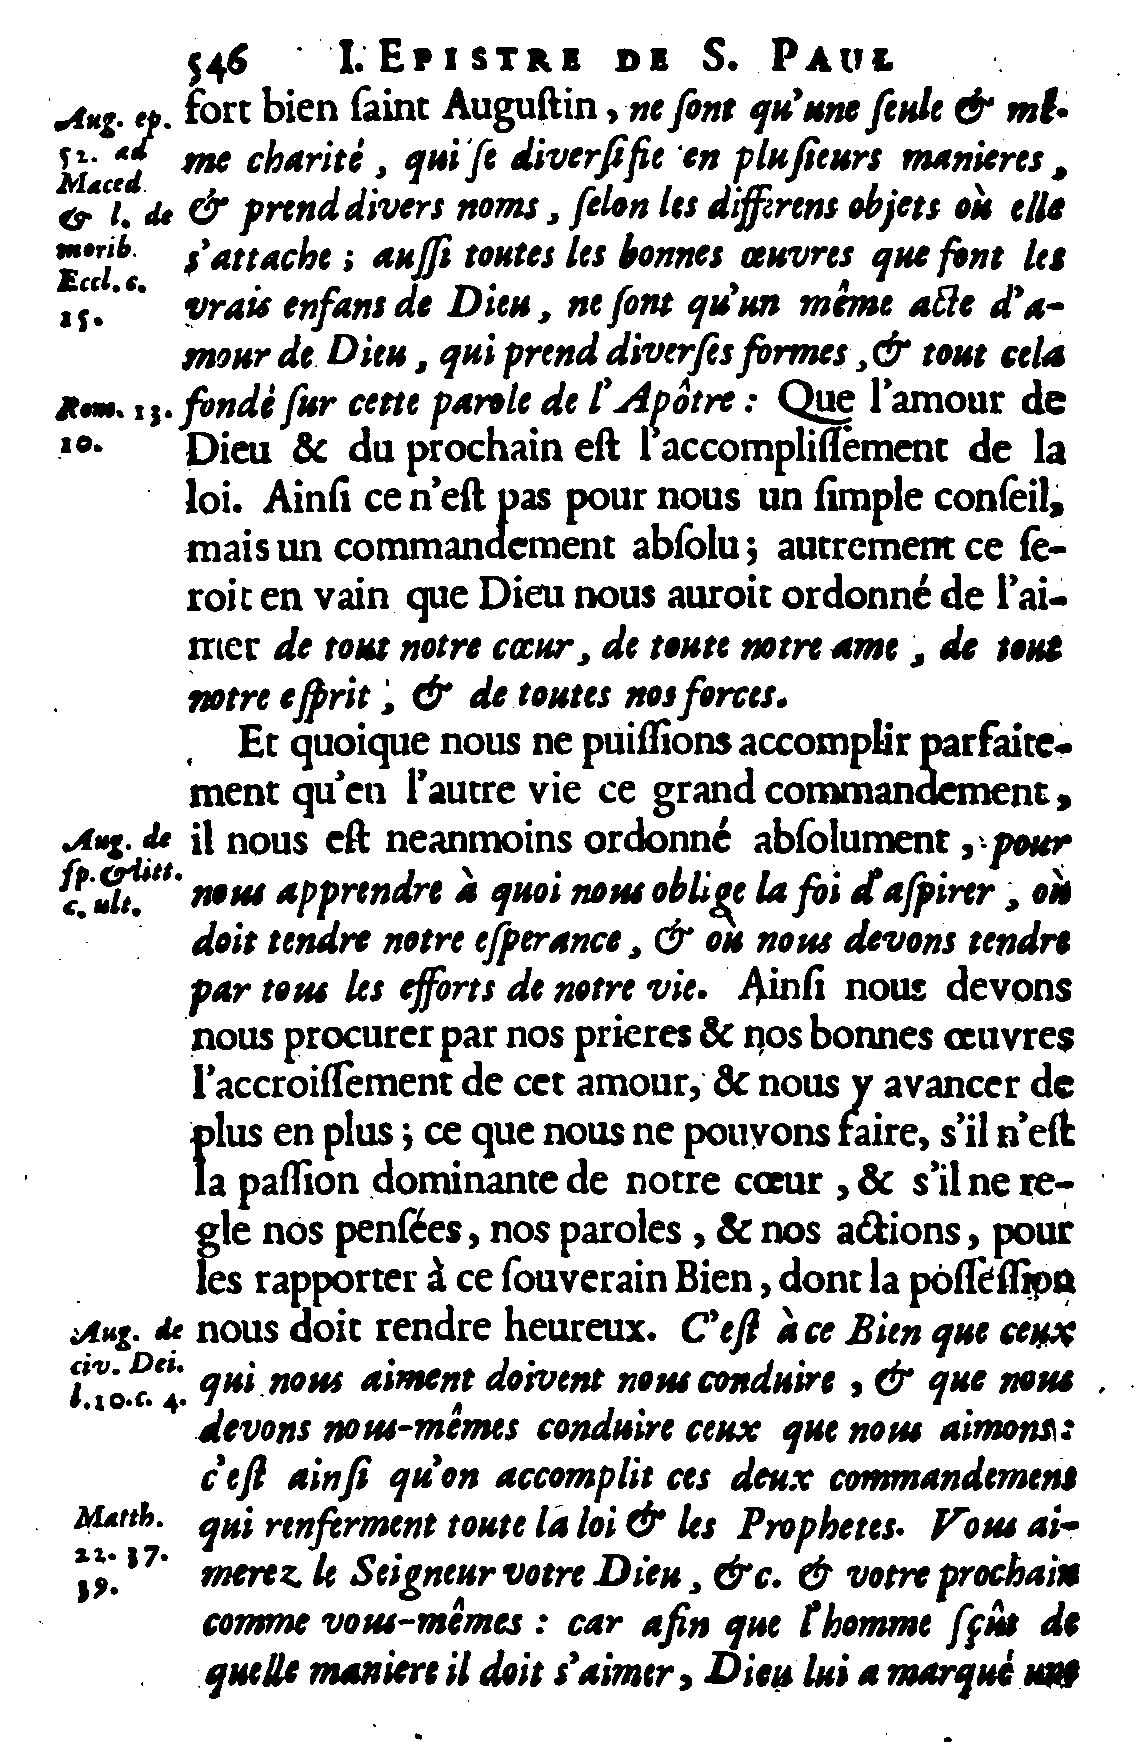 546 I. EPISTRE DE S. PAUL
Aug. ep.
52. ad
Maced
& l. de
morib.
Eccl. c.
15.
fort bien ſaint Auguſtin, ne ſont qu'une ſeule & mê-
me charité, qui ſe diverſifie en pluſieurs manieres,
& prend divers noms, ſelon les differens objets où elle
s'attache; auſſi toutes les bonnes œuvres que font les
vrais enfans de Dieu, ne ſont qu'un même acte d'a-
mour de Dieu, qui prend diverſes formes, & tout cela
Rom. 13.
10.
fondé ſur cette parole de l'Apôtre: Que l'amour de
Dieu & du prochain eſt l'accompliſſement de la
loi. Ainſi ce n'eſt pas pour nous un ſimple conſeil,
mais un commandement abſolu; autrement ce ſe-
roit en vain que Dieu nous auroit ordonné de l'ai-
mer de tout notre cœur, de toute notre ame, de tout
notre eſprit, & de toutes nos forces.
Et quoique nous ne puiſſions accomplir parfaite-
ment qu'en l'autre vie ce grand commandement,
Aug. de
ſp. & litt.
c. ult.
il nous eſt neanmoins ordonné abſolument, pour
nous apprendre à quoi nous oblige la foi d'aſpirer, où
doit tendre notre eſperance, & où nous devons tendre
par tous les efforts de notre vie. Ainſi nous devons
nous procurer par nos prieres & nos bonnes œuvres
l'accroiſſement de cet amour, & nous y avancer de
plus en plus; ce que nous ne pouvons faire, s'il n'eſt
la paſſion dominante de notre cœur, & s'il ne re-
gle nos penſées, nos paroles, & nos actions, pour
les rapporter à ce ſouverain Bien, dont la poſſeſſion
Aug. de
civ. Dei.
l. 10. c. 4.
nous doit rendre heureux. C'eſt à ce Bien que ceux
qui nous aiment doivent nous conduire, & que nous
devons nous-mêmes conduire ceux que nous aimons:
c'eſt ainſi qu'on accomplit ces deux commandemens
Matth.
22. 37.
39.
qui renferment toute la loi & les Prophetes. Vous ai-
merez le Seigneur votre Dieu, &c. & votre prochain
comme vous-mêmes: car afin que l'homme ſçût de
quelle maniere il doit s'aimer, Dieu lui a marqué une